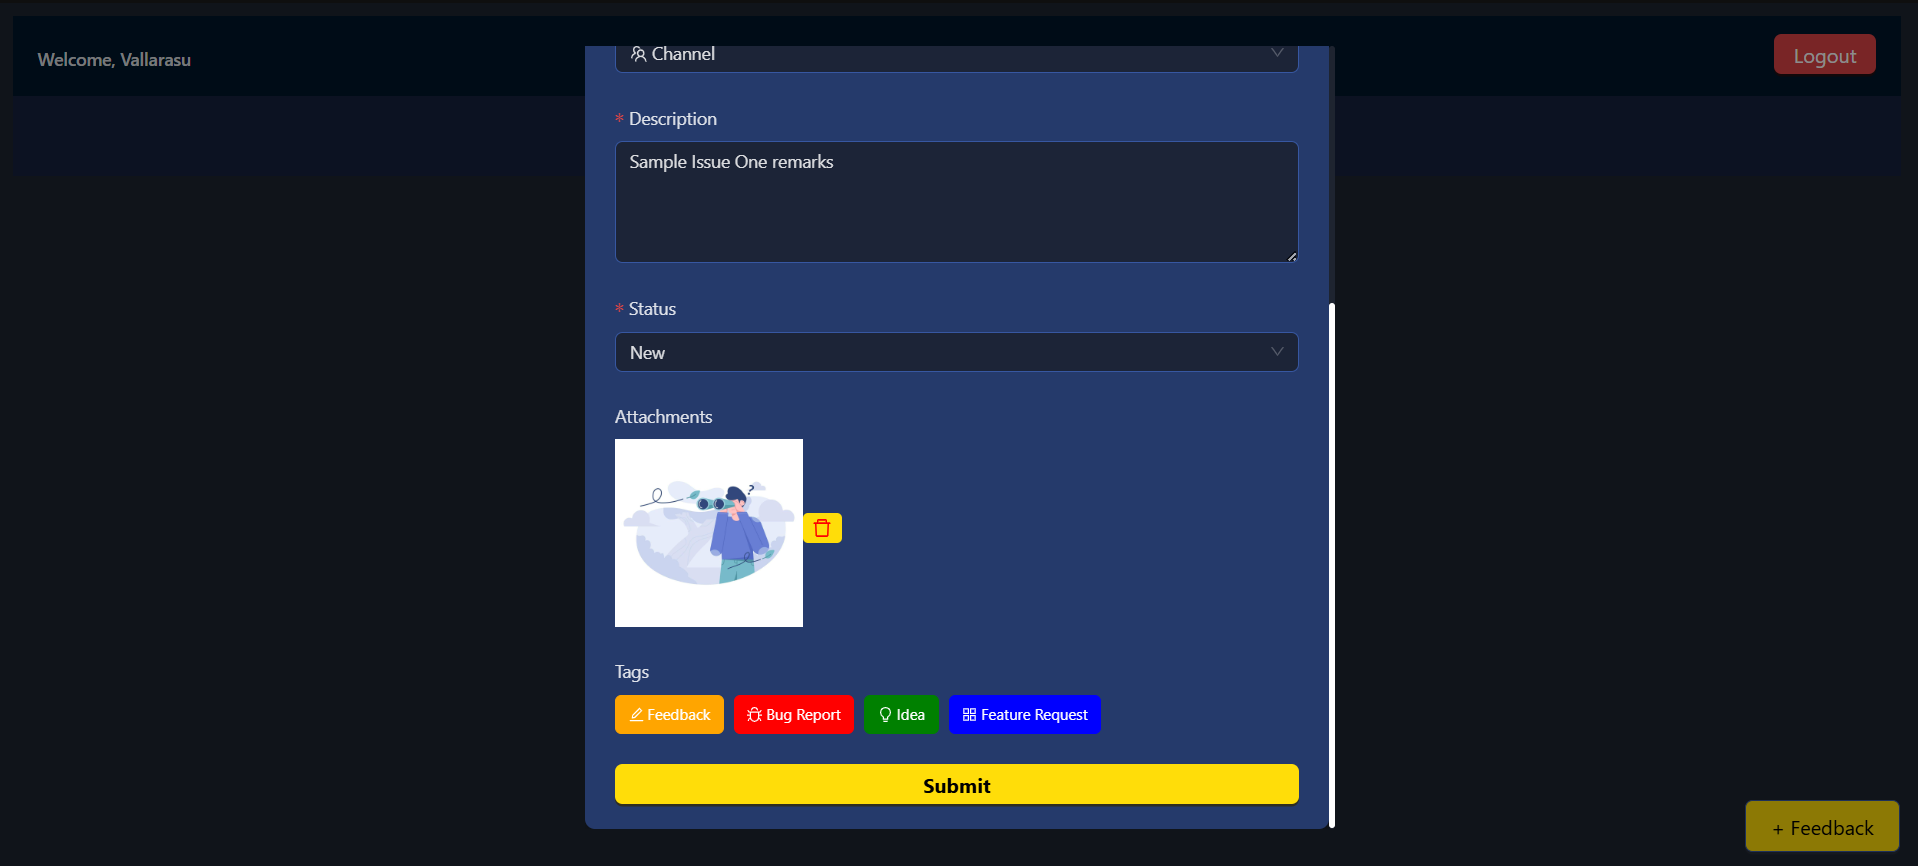 Welcome, Vallarasu
Logout
Channel
* Description
Sample Issue One remarks
* Status
New
Attachments
?
Tags
Feedback
Bug Report
Idea
Feature Request
Submit
+ Feedback